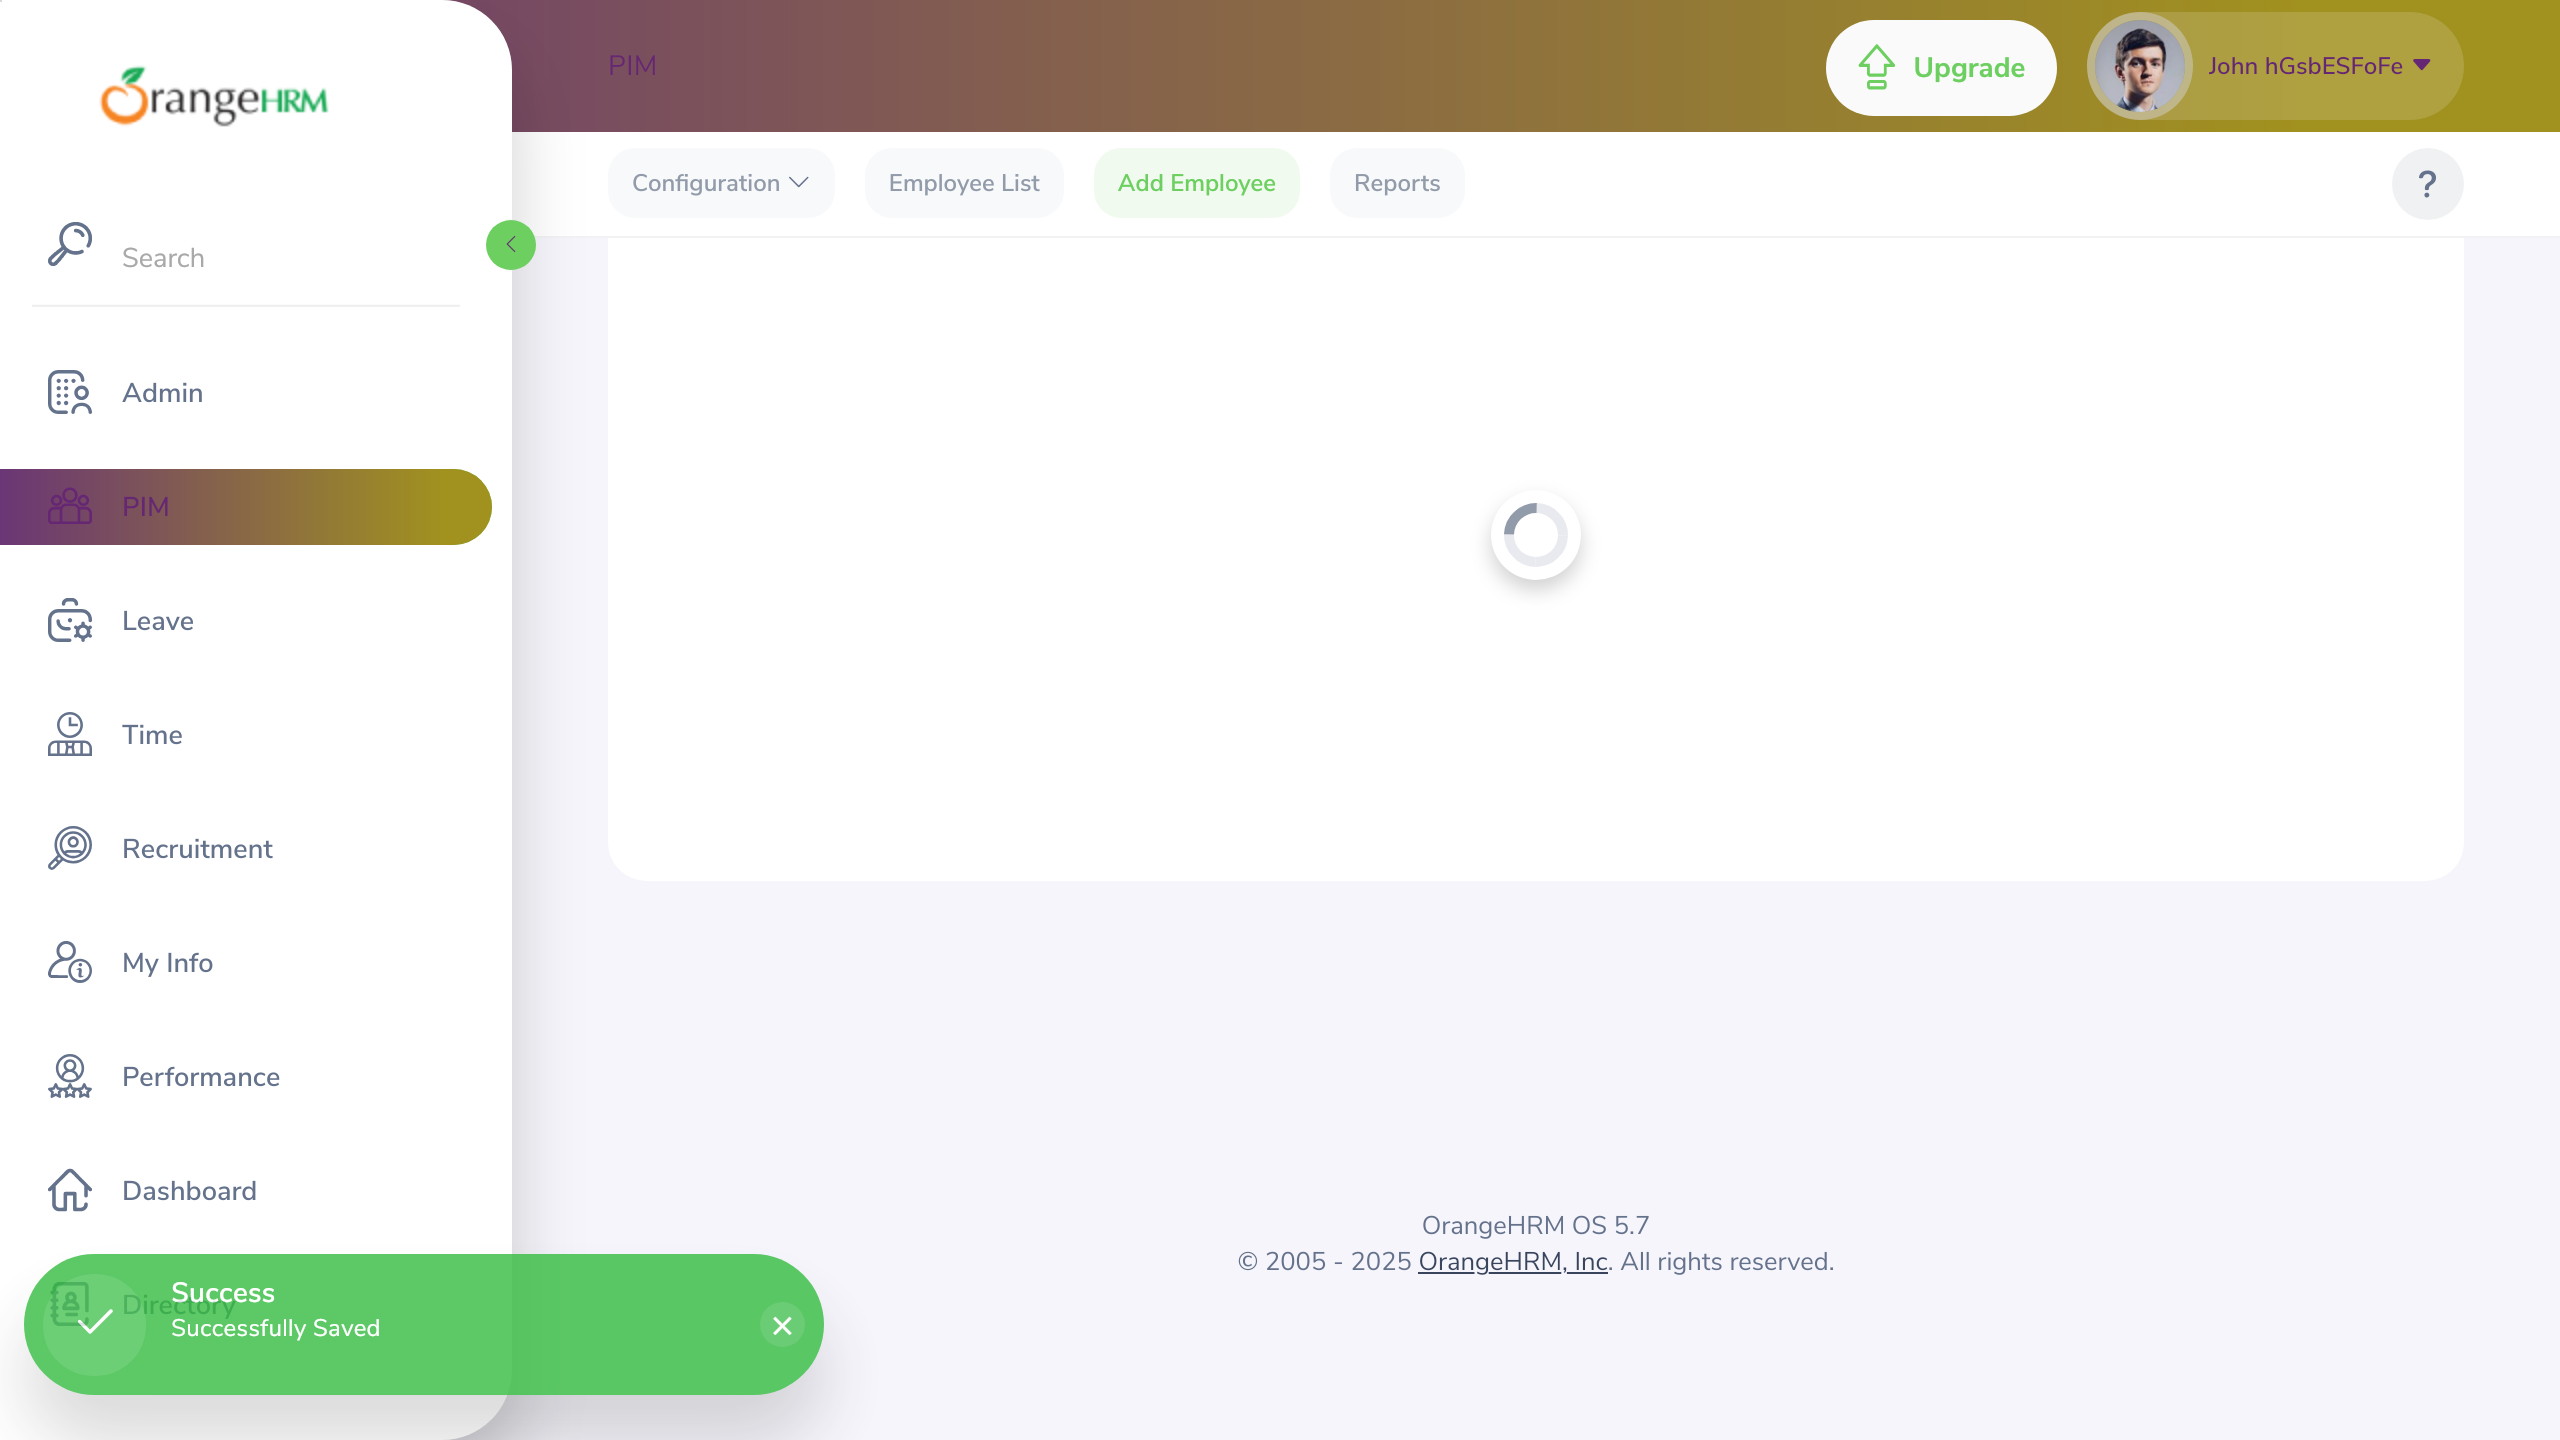 OrangeHRM
Search
Admin
PIM
Leave
Time
Recruitment
My Info
Performance
Dashboard
Directory
PIM
Upgrade
John hGsbESFoFe
Configuration
Employee List
Add Employee
Reports
?
OrangeHRM OS 5.7
© 2005 - 2025 OrangeHRM, Inc. All rights reserved.
Success
Successfully Saved